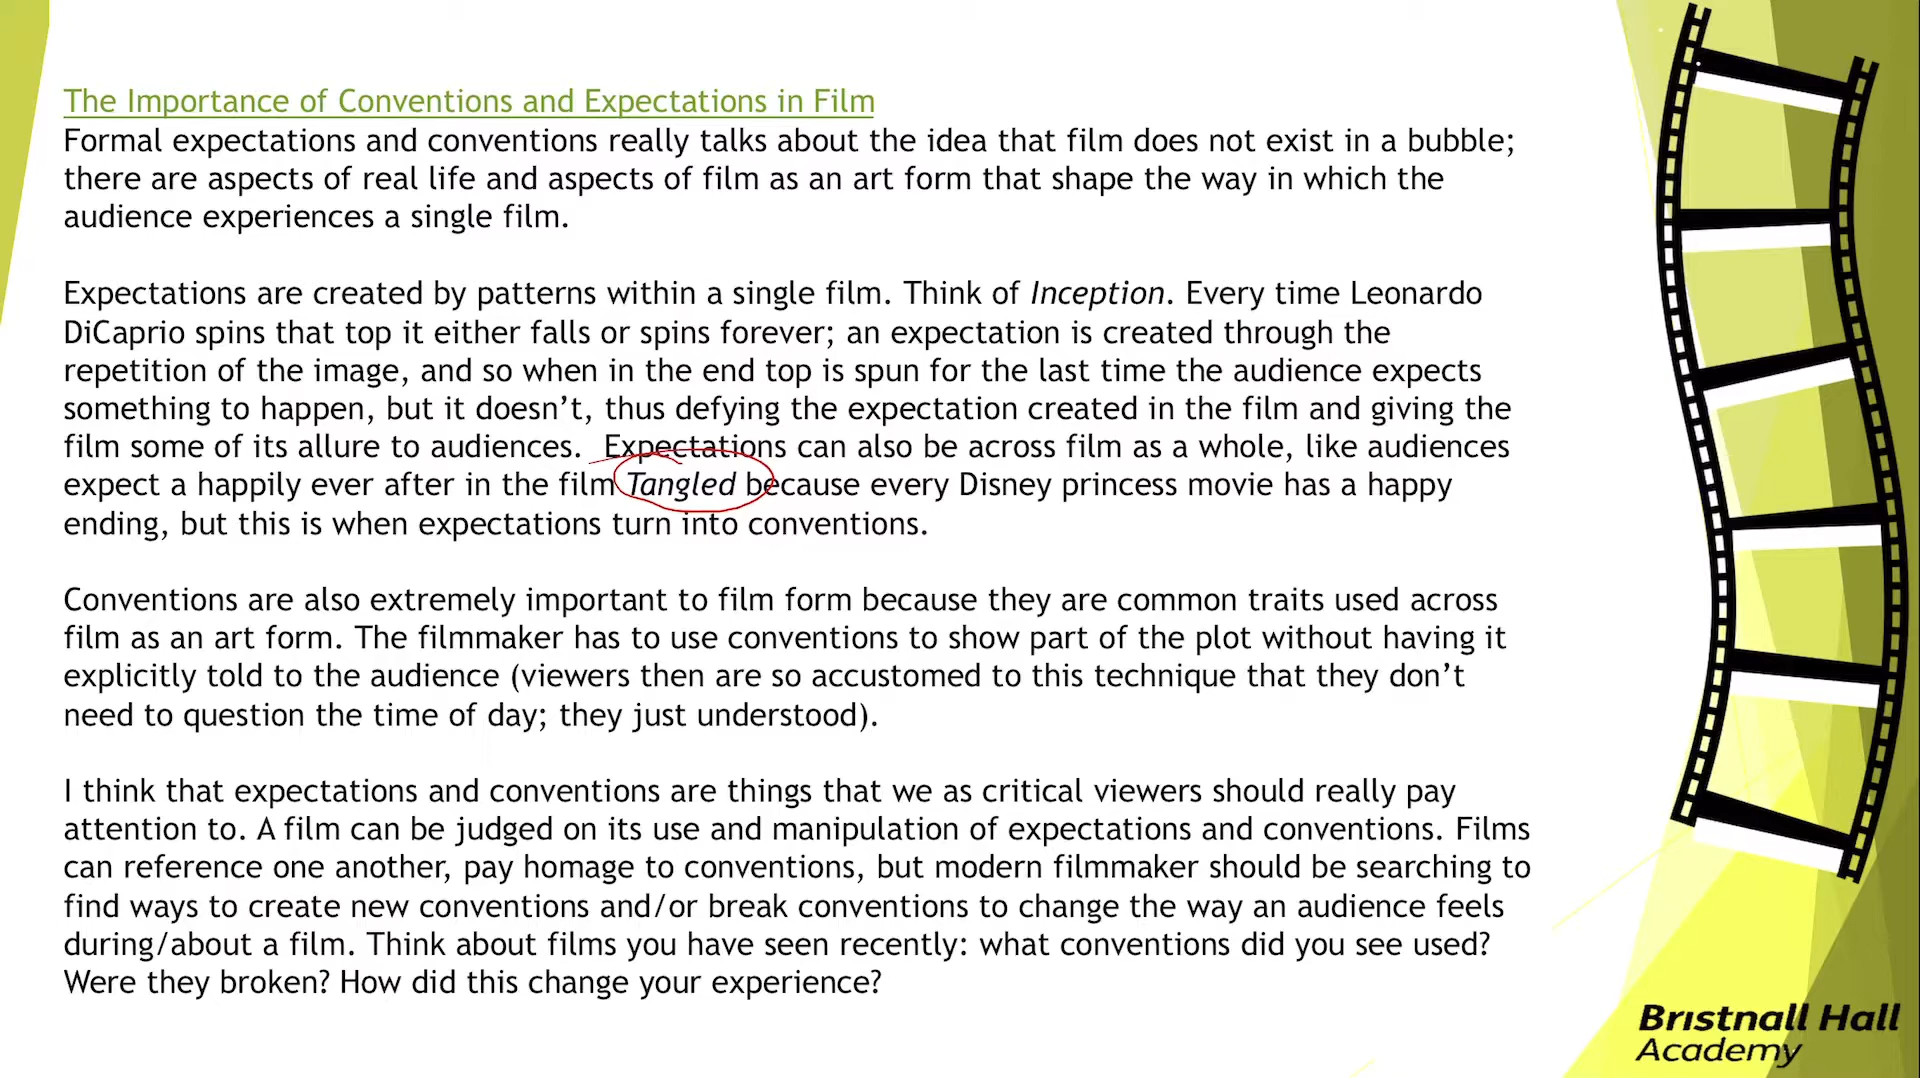 The Importance of Conventions and Expectations in Film
Formal expectations and conventions really talks about the idea that film does not exist in a bubble;
there are aspects of real life and aspects of film as an art form that shape the way in which the
audience experiences a single film.
Expectations are created by patterns within a single film. Think of Inception. Every time Leonardo
DiCaprio spins that top it either falls or spins forever; an expectation is created through the
repetition of the image, and so when in the end top is spun for the last time the audience expects
something to happen, but it doesn’t, thus defying the expectation created in the film and giving the
film some of its allure to audiences.  Expectations can also be across film as a whole, like audiences
expect a happily ever after in the film Tangled because every Disney princess movie has a happy
ending, but this is when expectations turn into conventions.
Conventions are also extremely important to film form because they are common traits used across
film as an art form. The filmmaker has to use conventions to show part of the plot without having it
explicitly told to the audience (viewers then are so accustomed to this technique that they don’t
need to question the time of day; they just understood).
I think that expectations and conventions are things that we as critical viewers should really pay
attention to. A film can be judged on its use and manipulation of expectations and conventions. Films
can reference one another, pay homage to conventions, but modern filmmaker should be searching to
find ways to create new conventions and/or break conventions to change the way an audience feels
during/about a film. Think about films you have seen recently: what conventions did you see used?
Were they broken? How did this change your experience?
Bristnall Hall
Academy